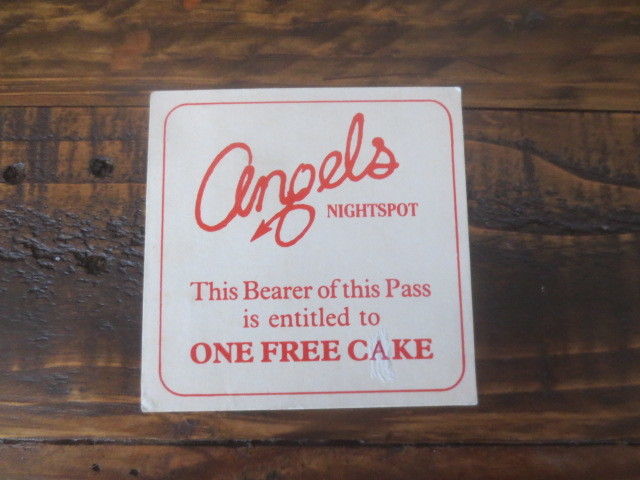 Angels
NIGHTSPOT
This Bearer of this Pass
is entitled to
ONE FREE CAKE